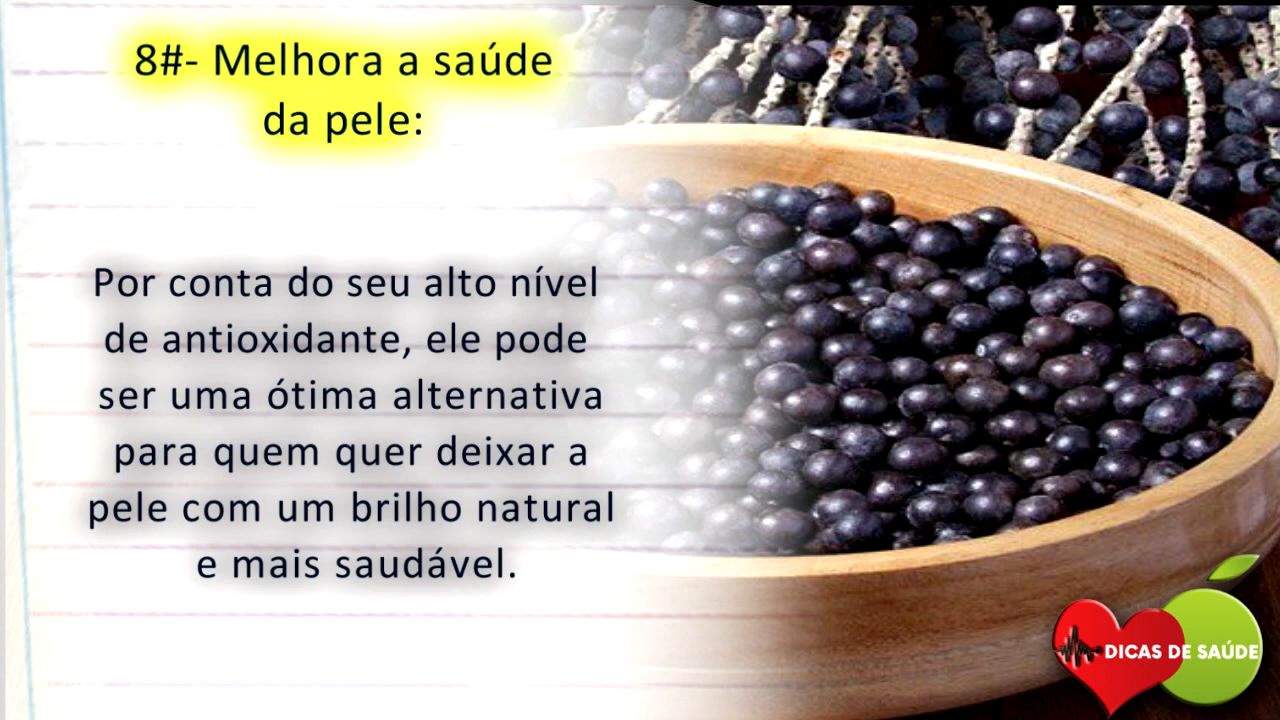 8#- Melhora a saúde
da pele:
Por conta do seu alto nível
de antioxidante, ele pode
ser uma ótima alternativa
para quem quer deixar a
pele com um brilho natural
e mais saudável.
DICAS DE SAÚDE